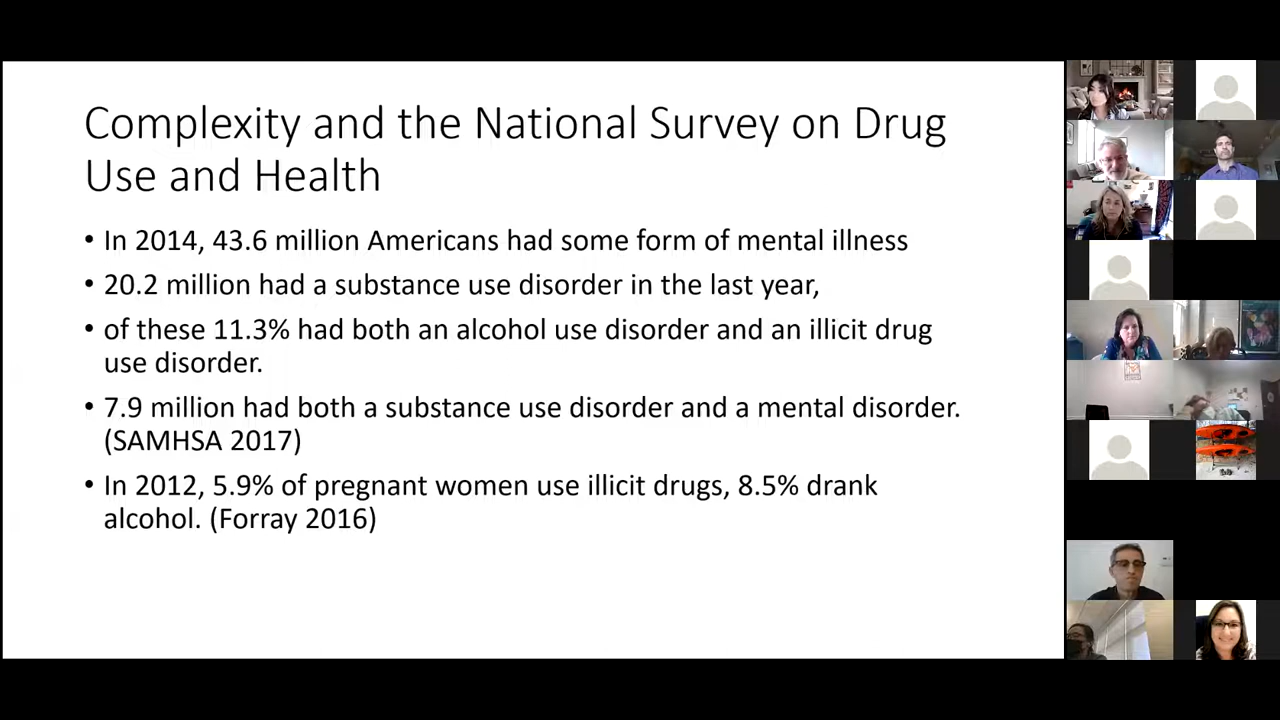 Complexity and the National Survey on Drug
Use and Health
• In 2014, 43.6 million Americans had some form of mental illness
• 20.2 million had a substance use disorder in the last year,
• of these 11.3% had both an alcohol use disorder and an illicit drug
use disorder.
• 7.9 million had both a substance use disorder and a mental disorder.
(SAMHSA 2017)
• In 2012, 5.9% of pregnant women use illicit drugs, 8.5% drank
alcohol. (Forray 2016)